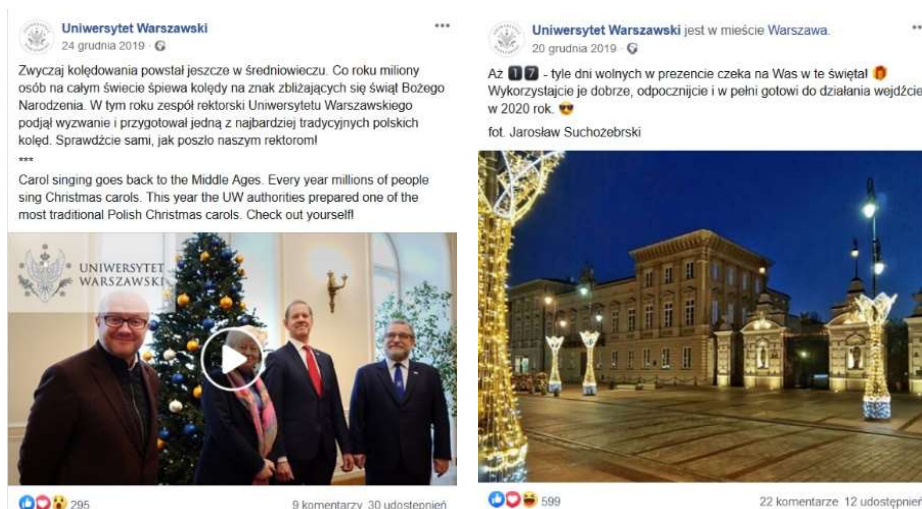 Uniwersytet Warszawski
24 grudnia 2019 ·
Zwyczaj kolędowania powstał jeszcze w średniowieczu. Co roku miliony
osób na całym świecie śpiewa kolędy na znak zbliżających się świąt Bożego
Narodzenia. W tym roku zespół rektorski Uniwersytetu Warszawskiego
podjął wyzwanie i przygotował jedną z najbardziej tradycyjnych polskich
kolęd. Sprawdźcie sami, jak poszło naszym rektorom!
***
Carol singing goes back to the Middle Ages. Every year millions of people
sing Christmas carols. This year the UW authorities prepared one of the
most traditional Polish Christmas carols. Check out yourself!
UNIWERSYTET
WARSZAWSKI
295
9 komentarzy 30 udostępnień
Uniwersytet Warszawski jest w mieście Warszawa.
20 grudnia 2019 ·
Aż 17 - tyle dni wolnych w prezencie czeka na Was w te święta!
Wykorzystajcie je dobrze, odpocznijcie i w pełni gotowi do działania wejdźcie
w 2020 rok.
fot. Jarosław Suchożebrski
599
22 komentarze 12 udostępnień